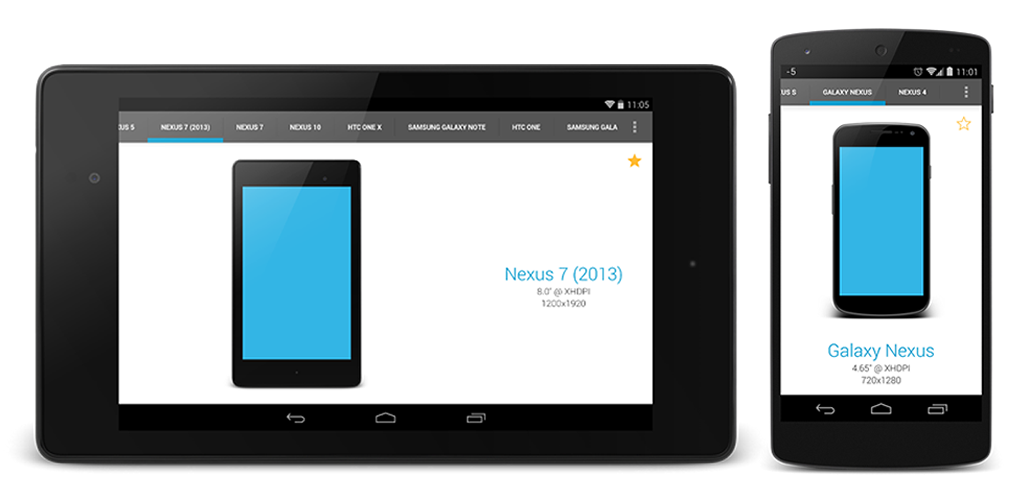 11:05
US 5 NEXUS 7 (2013) NEXUS 7 NEXUS 10 HTC ONE X SAMSUNG GALAXY NOTE HTC ONE SAMSUNG GALA
Nexus 7 (2013)
8.0" @ XHDPI
1200x1920
-5 11:01
US 5 GALAXY NEXUS NEXUS 4
Galaxy Nexus
4.65" @ XHDPI
720x1280